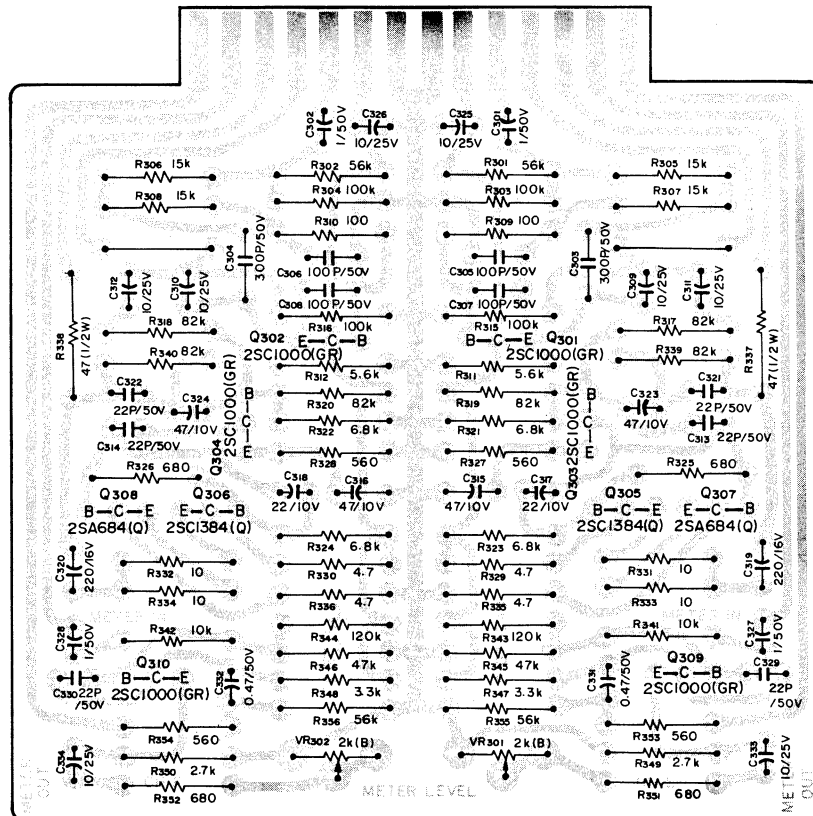 C302 1/50V
C326 10/25V
C325 10/25V
C301 1/50V
R306 15k
R302 56k
R301 56k
R305 15k
R304 100k
R303 100k
R308 15k
R307 15k
R310 100
R309 100
C304 300P/50V
C306 100P/50V
C305 100P/50V
C303 300P/50V
C312 10/25V
C310 10/25V
C308 100P/50V
C307 100P/50V
C309 10/25V
C311 10/25V
R338 47(1/2W)
R318 82k
R316 100k
R315 100k
R317 82k
R337 47(1/2W)
Q302 E-C-B 2SC1000(GR)
Q301 B-C-E 2SC1000(GR)
R340 82k
R312 5.6k
R311 5.6k
R339 82k
C322 22P/50V
C324 47/10V
Q304 2SC1000(GR) B-C-E
R320 82k
R319 82k
Q303 2SC1000(GR) B-C-E
C323 47/10V
C321 22P/50V
C314 22P/50V
R322 6.8k
R321 6.8k
C313 22P/50V
R326 680
R328 560
R327 560
R325 680
C318 22/10V
C316 47/10V
C315 47/10V
C317 22/10V
Q308 B-C-E 2SA684(Q)
Q306 E-C-B 2SC1384(Q)
Q305 B-C-E 2SC1384(Q)
Q307 E-C-B 2SA684(Q)
C320 220/16V
R324 6.8k
R323 6.8k
C319 220/16V
R332 10
R330 4.7
R329 4.7
R331 10
R334 10
R336 4.7
R335 4.7
R333 10
METER IN
C328 1/50V
R342 10k
R344 120k
R343 120k
R341 10k
C327 1/50V
Q310 B-C-E 2SC1000(GR)
R346 47k
R345 47k
Q309 E-C-B 2SC1000(GR)
C330 22P/50V
C332 0.47/50V
R348 3.3k
R347 3.3k
C331 0.47/50V
C329 22P/50V
R356 56k
R355 56k
R354 560
R353 560
C334 10/25V
R350 2.7k
VR302 2k(B)
VR301 2k(B)
R349 2.7k
C333 10/25V
R352 680
R351 680
METER OUT
METER LEVEL
MET OUT